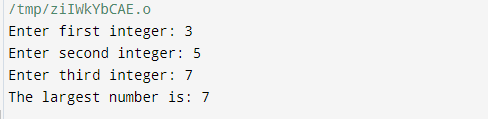 /tmp/ziIWkYbCAE.o
Enter first integer: 3
Enter second integer: 5
Enter third integer: 7
The largest number is: 7